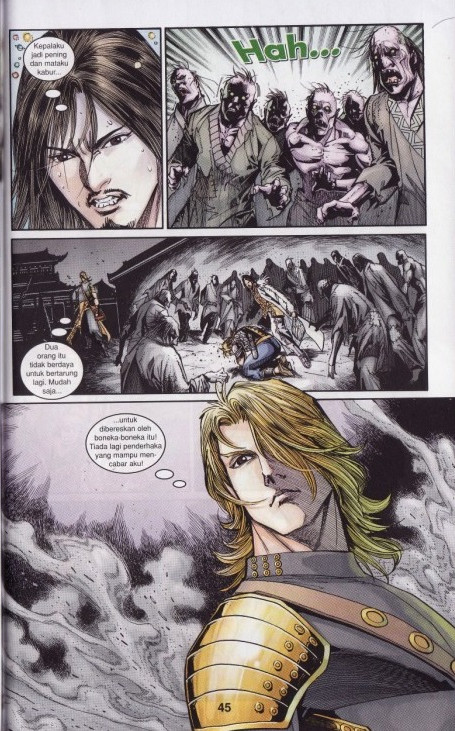 Kepalaku
jadi pening
dan mataku
kabur...
Hah...
Dua
orang itu
tidak berdaya
untuk bertarung
lagi. Mudah
saja...
...untuk
dibereskan oleh
boneka-boneka itu!
Tiada lagi penderhaka
yang mampu men-
cabar aku!
45